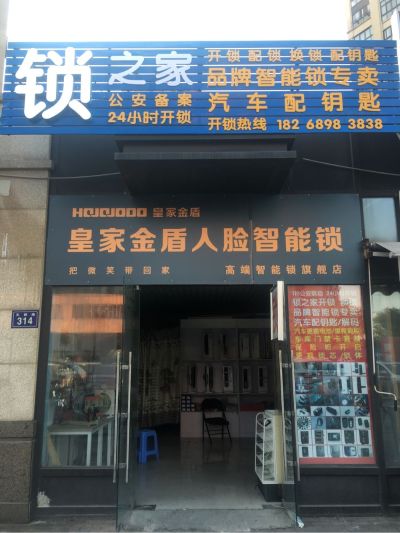 锁之家
开锁 配锁 换锁 配钥匙
品牌智能锁专卖
公安备案
24小时开锁
汽车配钥匙
开锁热线 182 6898 3838
皇家金盾
皇家金盾人脸智能锁
把微笑带回家
高端智能锁旗舰店
314
锁之家开锁 换锁
品牌智能锁专卖
汽车配钥匙/解码